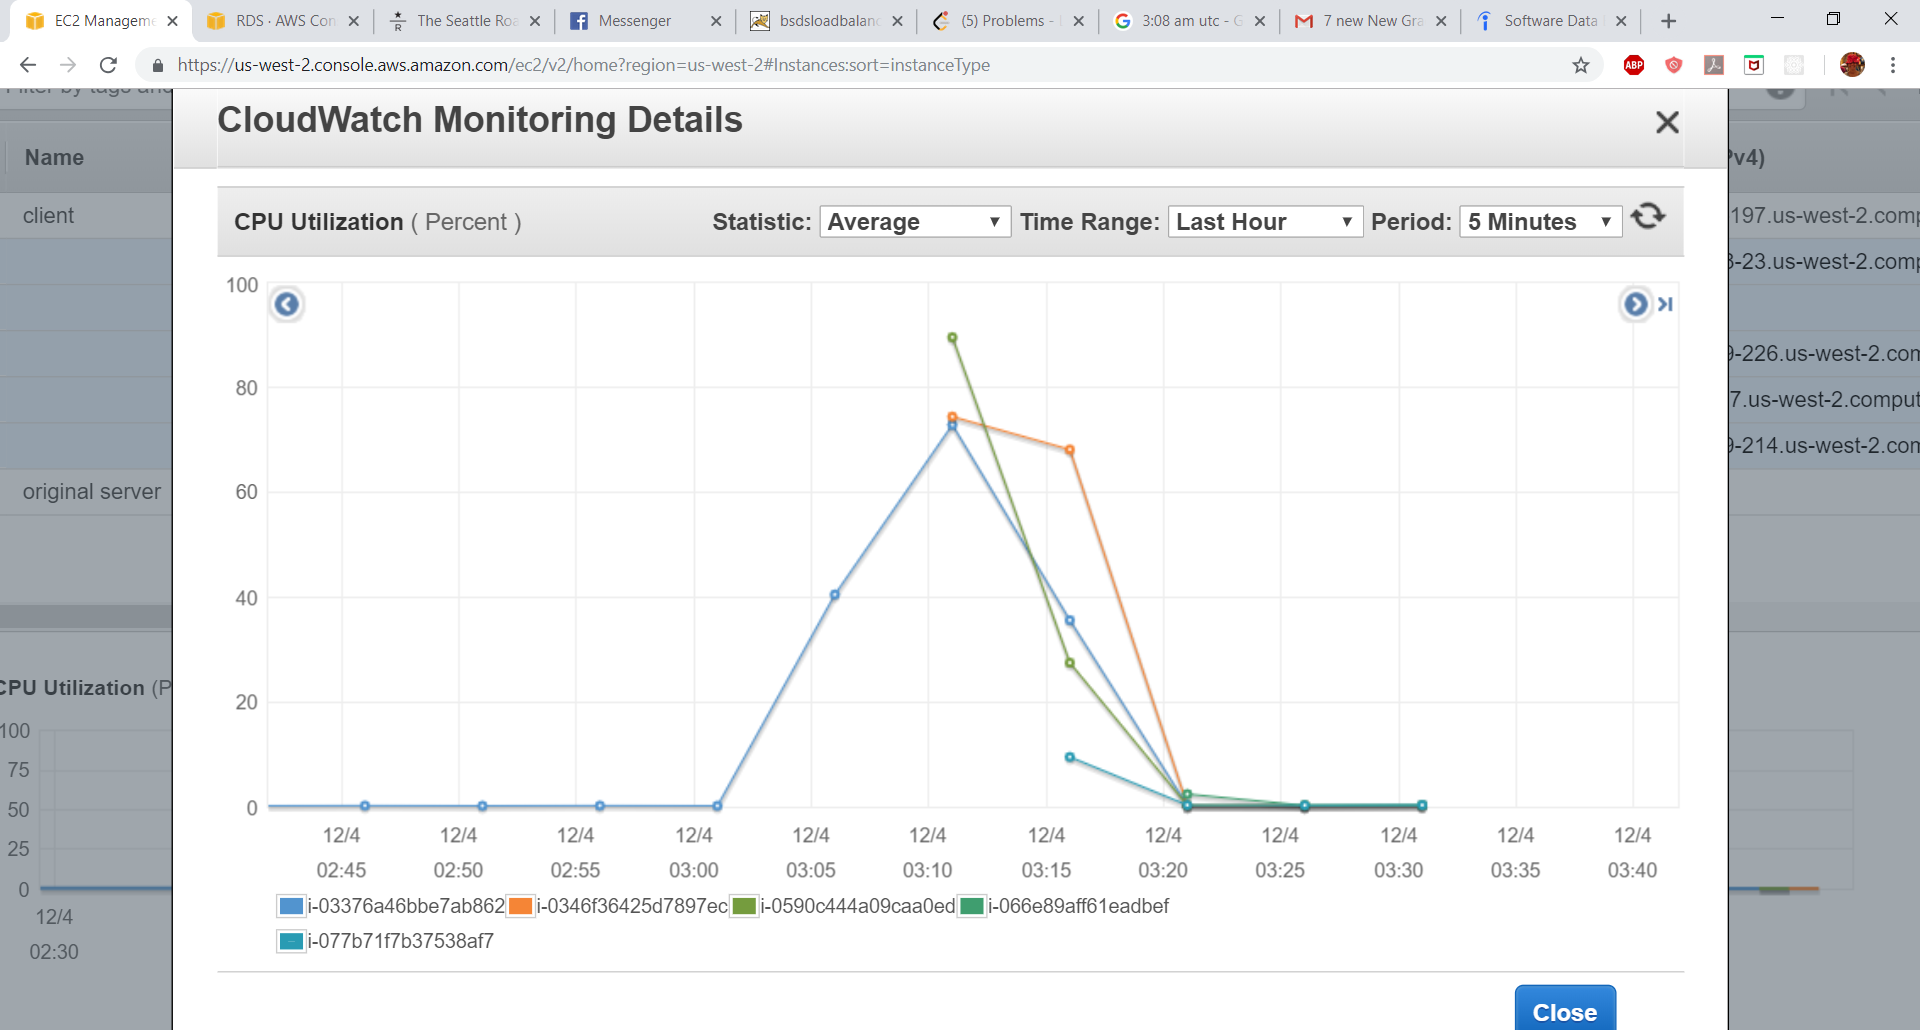 EC2 Manageme
RDS · AWS Con
The Seattle Roa
Messenger
bsdsloadbalanc
(5) Problems -
3:08 am utc - G
7 new New Gra
Software Data
https://us-west-2.console.aws.amazon.com/ec2/v2/home?region=us-west-2#Instances:sort=instanceType
ABP
Filter by tags and
CloudWatch Monitoring Details
Name
v4)
client
197.us-west-2.comp
CPU Utilization ( Percent )
Statistic: Average
Time Range: Last Hour
Period: 5 Minutes
-23.us-west-2.comp
-226.us-west-2.com
7.us-west-2.comput
-214.us-west-2.com
original server
100
80
60
40
20
0
12/4 12/4 12/4 12/4 12/4 12/4 12/4 12/4 12/4 12/4 12/4 12/4
02:45 02:50 02:55 03:00 03:05 03:10 03:15 03:20 03:25 03:30 03:35 03:40
i-03376a46bbe7ab862 i-0346f36425d7897ec i-0590c444a09caa0ed i-066e89aff61eadbef
i-077b71f7b37538af7
CPU Utilization (P
100
75
50
25
0
12/4
02:30
Close